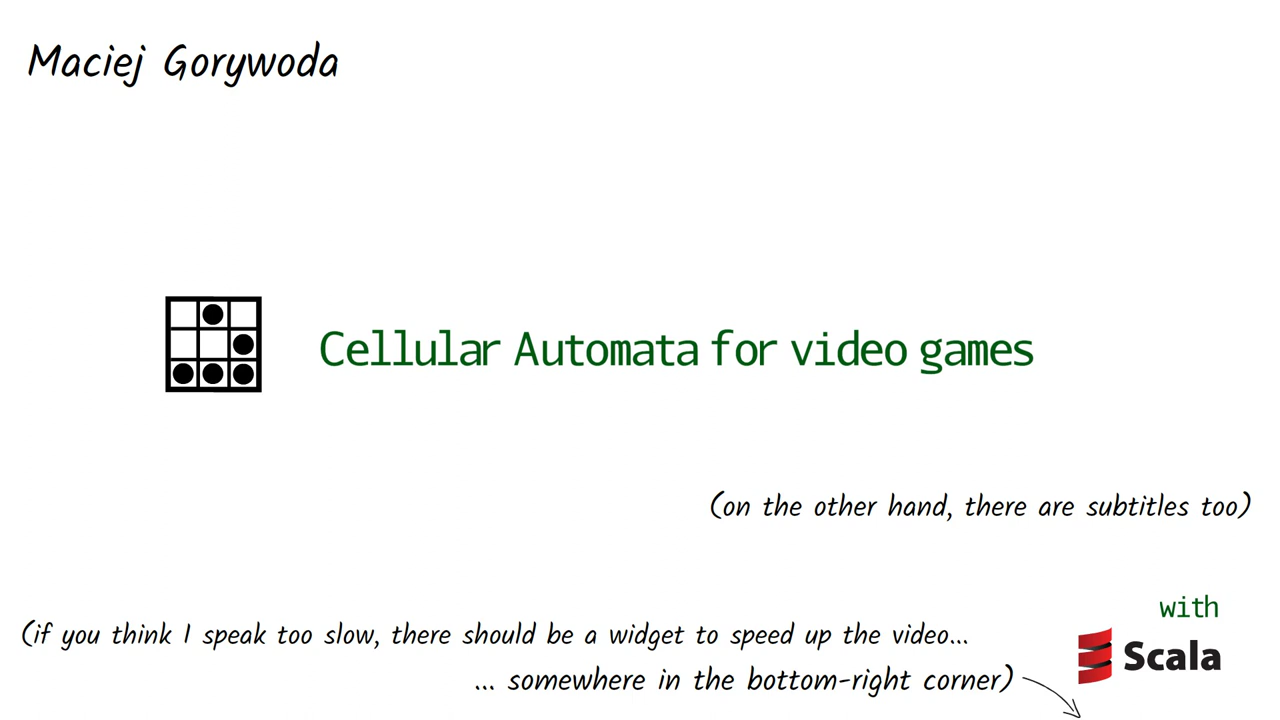 Maciej Gorywoda
Cellular Automata for video games
(on the other hand, there are subtitles too)
with
Scala
(if you think I speak too slow, there should be a widget to speed up the video...
... somewhere in the bottom-right corner)